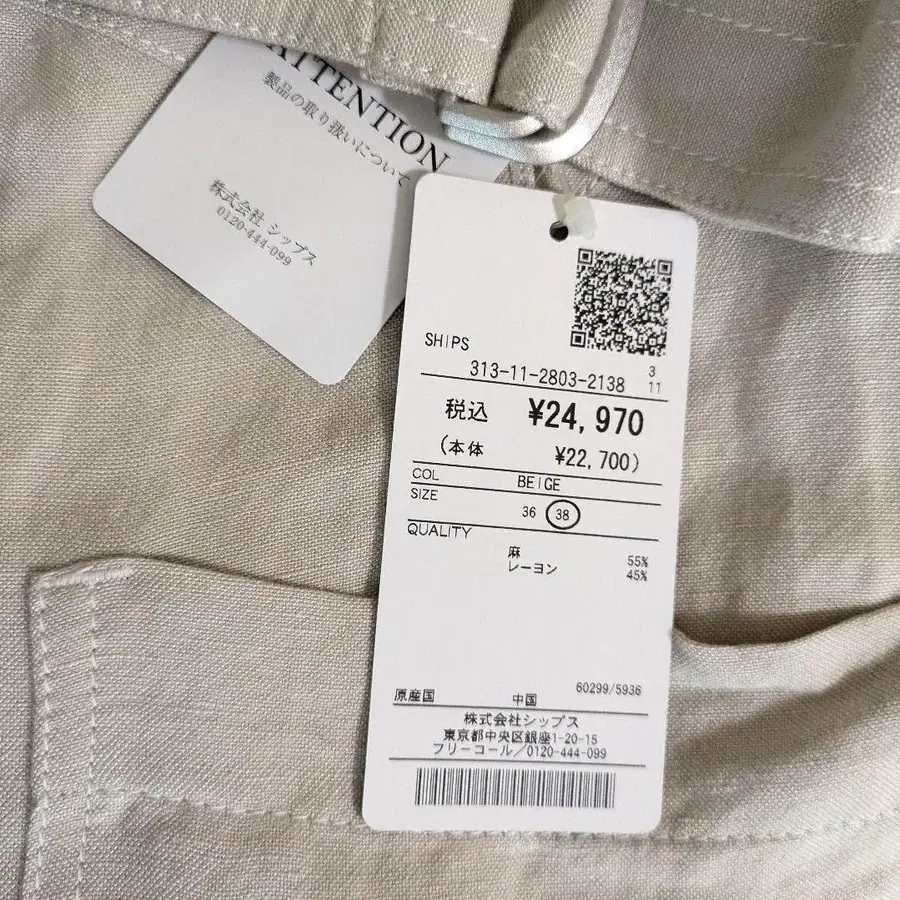 ATTENTION
製品の取り扱いについて
株式会社 シップス
0120-444-099
SHIPS
313-11-2803-2138
3
11
税込 ¥24,970
(本体 ¥22,700)
COL BEIGE
SIZE 36 38
QUALITY
麻 55%
レーヨン 45%
60299/5936
原産国 中国
株式会社シップス
東京都中央区銀座1-20-15
フリーコール/0120-444-099